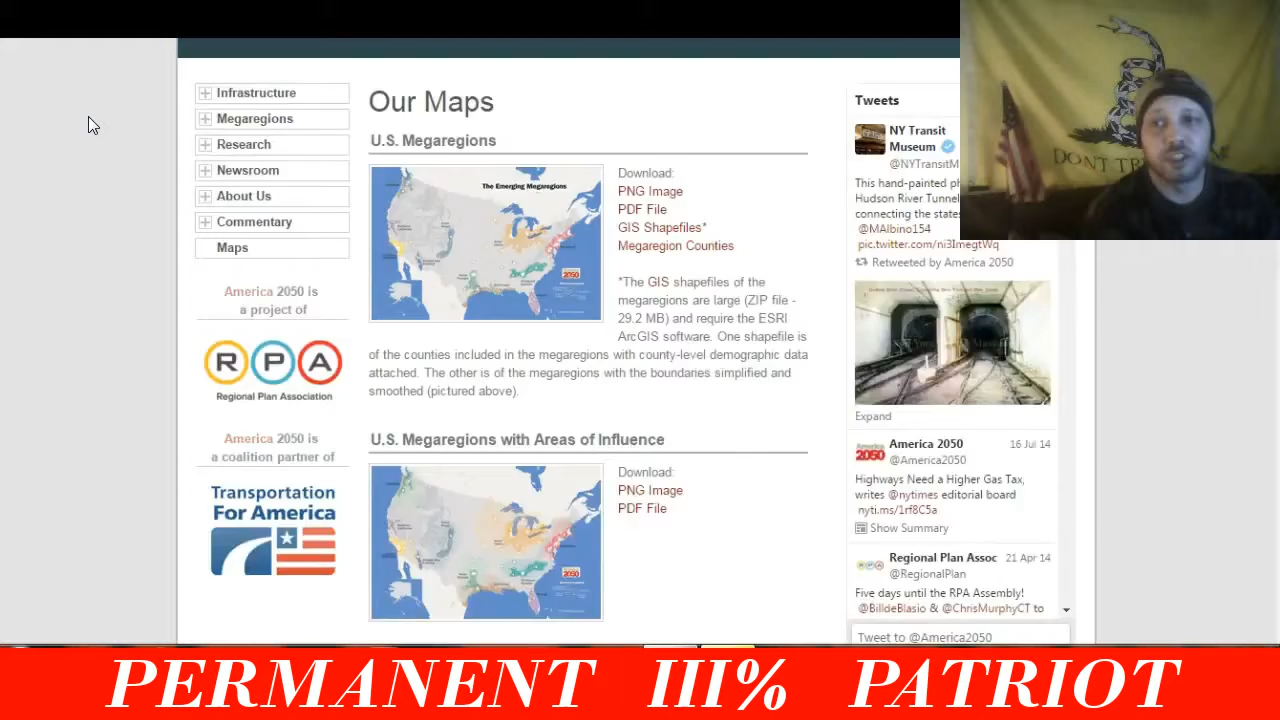 Infrastructure
Megaregions
Research
Newsroom
About Us
Commentary
Maps
America 2050 is
a project of
R P A
Regional Plan Association
America 2050 is
a coalition partner of
Transportation
For America
Our Maps
U.S. Megaregions
The Emerging Megaregions
2050
Download:
PNG Image
PDF File
GIS Shapefiles*
Megaregion Counties
*The GIS shapefiles of the
megaregions are large (ZIP file -
29.2 MB) and require the ESRI
ArcGIS software. One shapefile is
of the counties included in the megaregions with county-level demographic data
attached. The other is of the megaregions with the boundaries simplified and
smoothed (pictured above).
U.S. Megaregions with Areas of Influence
2050
Download:
PNG Image
PDF File
Tweets
NY Transit
Museum
@NYTransitM
This hand-painted ph
Hudson River Tunnel
connecting the states
@MAlbino154
pic.twitter.com/ni3ImegtWq
Retweeted by America 2050
Expand
America 2050
16 Jul 14
@America2050
Highways Need a Higher Gas Tax,
writes @nytimes editorial board
nyti.ms/1rf8C5a
Show Summary
Regional Plan Assoc
21 Apr 14
@RegionalPlan
Five days until the RPA Assembly!
@BilldeBlasio & @ChrisMurphyCT to
Tweet to @America2050
DON'T TR
PERMANENT III% PATRIOT